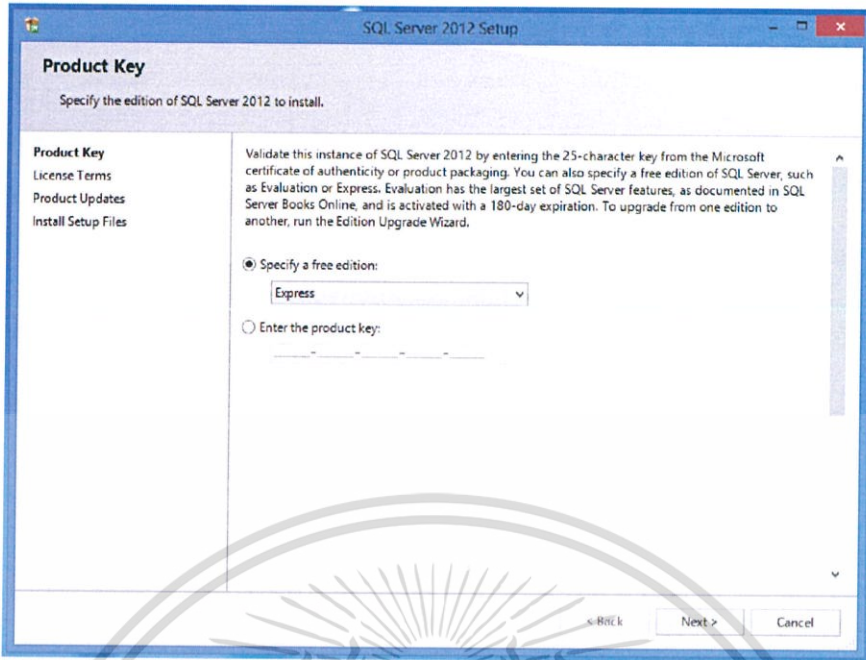 SQL Server 2012 Setup
Product Key
Specify the edition of SQL Server 2012 to install.
Product Key
License Terms
Product Updates
Install Setup Files
Validate this instance of SQL Server 2012 by entering the 25-character key from the Microsoft
certificate of authenticity or product packaging. You can also specify a free edition of SQL Server, such
as Evaluation or Express. Evaluation has the largest set of SQL Server features, as documented in SQL
Server Books Online, and is activated with a 180-day expiration. To upgrade from one edition to
another, run the Edition Upgrade Wizard.
Specify a free edition:
Express
Enter the product key:
_____-_____-_____-_____-_____
< Back Next > Cancel